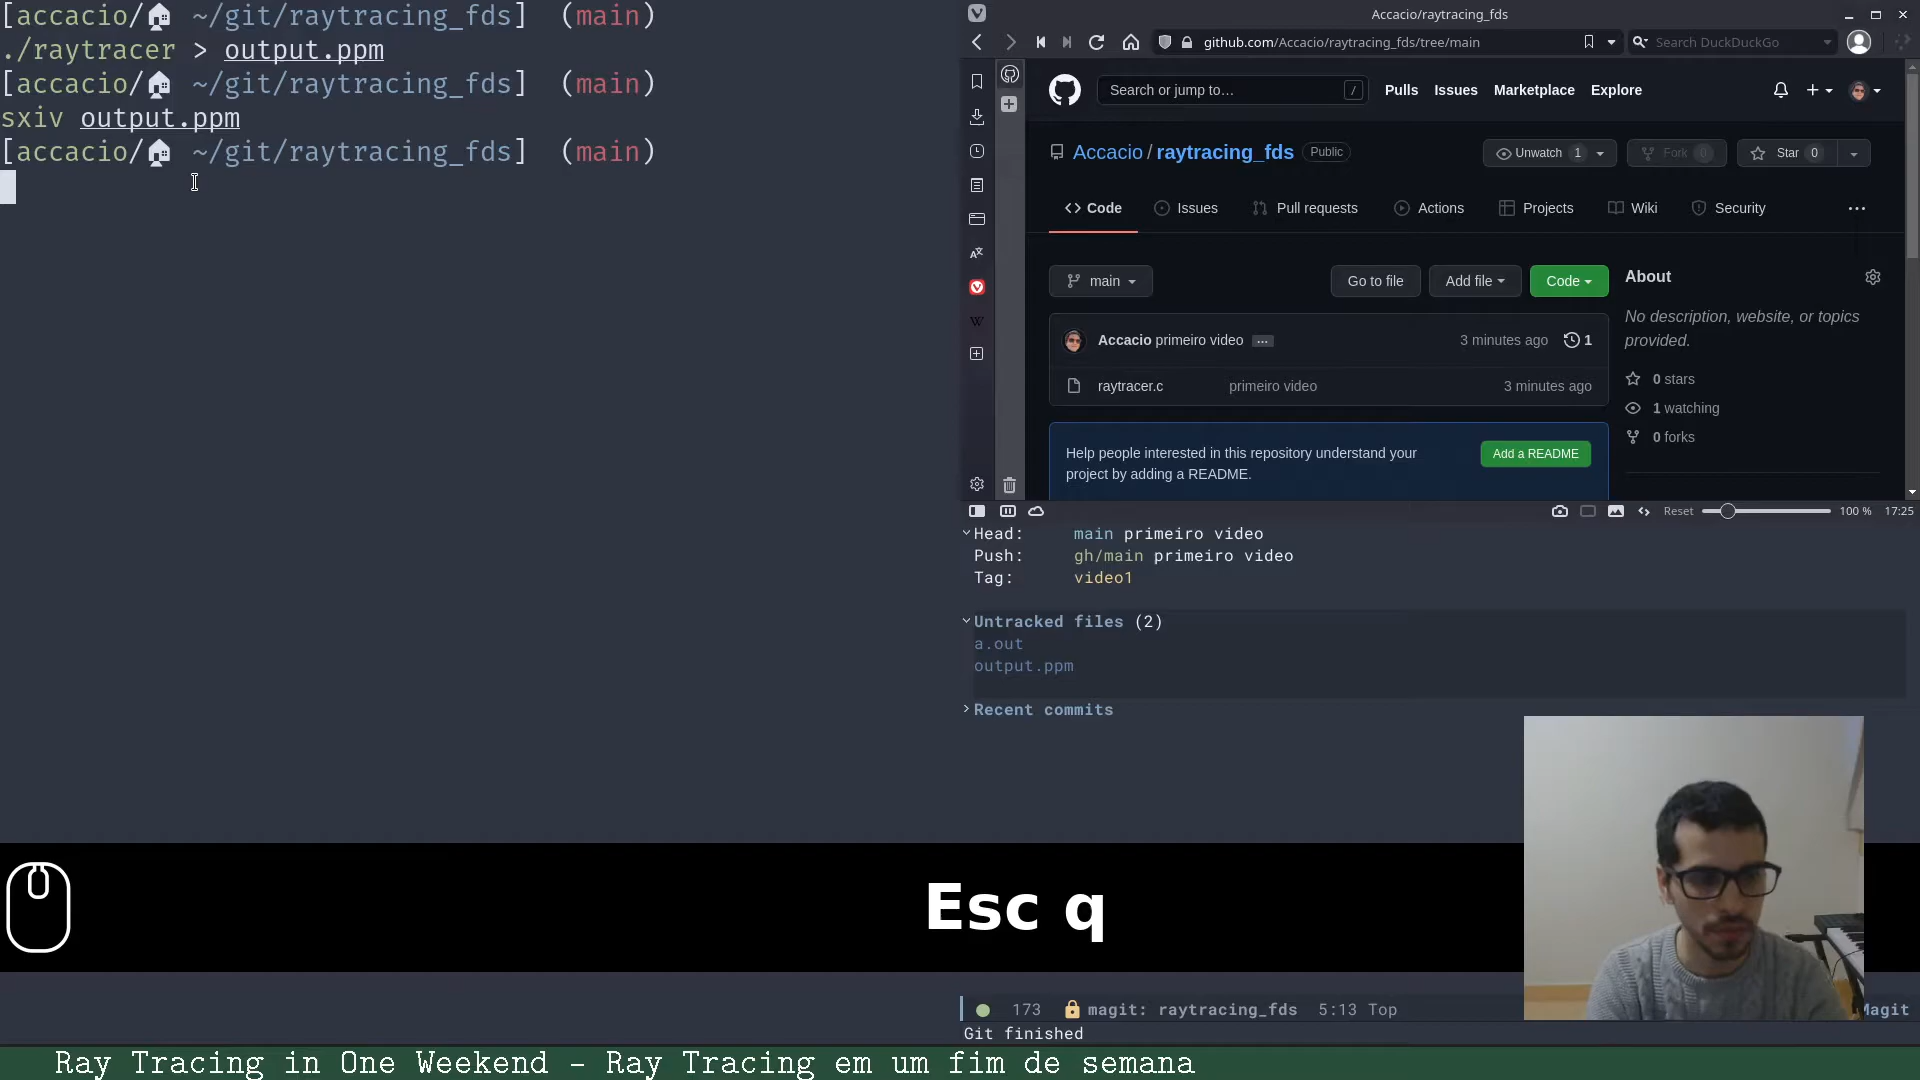 [accacio/🏠 ~/git/raytracing_fds] (main)
./raytracer > output.ppm
[accacio/🏠 ~/git/raytracing_fds] (main)
sxiv output.ppm
[accacio/🏠 ~/git/raytracing_fds] (main)
Accacio/raytracing_fds
github.com/Accacio/raytracing_fds/tree/main
Search DuckDuckGo
Search or jump to…
/
Pulls
Issues
Marketplace
Explore
Accacio / raytracing_fds
Public
Unwatch 1
Fork 0
Star 0
Code
Issues
Pull requests
Actions
Projects
Wiki
Security
main
Go to file
Add file
Code
About
No description, website, or topics
provided.
Accacio primeiro video
3 minutes ago
1
raytracer.c
primeiro video
3 minutes ago
0 stars
1 watching
0 forks
Help people interested in this repository understand your
project by adding a README.
Add a README
Reset
100 %
17:25
Head: main primeiro video
Push: gh/main primeiro video
Tag: video1
Untracked files (2)
a.out
output.ppm
Recent commits
Esc q
173 🔒 magit: raytracing_fds 5:13 Top
Magit
Git finished
Ray Tracing in One Weekend - Ray Tracing em um fim de semana